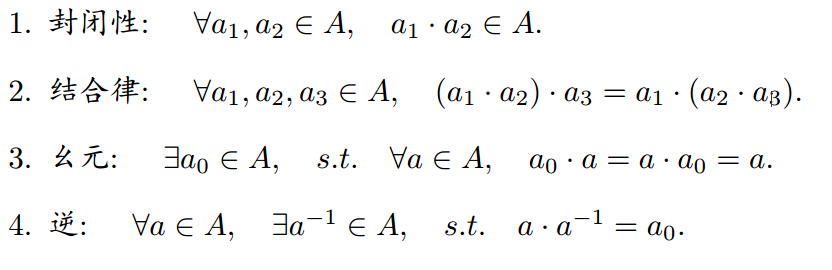 1. 封闭性: ∀a₁, a₂ ∈ A, a₁ · a₂ ∈ A.
2. 结合律: ∀a₁, a₂, a₃ ∈ A, (a₁ · a₂) · a₃ = a₁ · (a₂ · a₃).
3. 幺元: ∃a₀ ∈ A, s.t. ∀a ∈ A, a₀ · a = a · a₀ = a.
4. 逆: ∀a ∈ A, ∃a⁻¹ ∈ A, s.t. a · a⁻¹ = a₀.